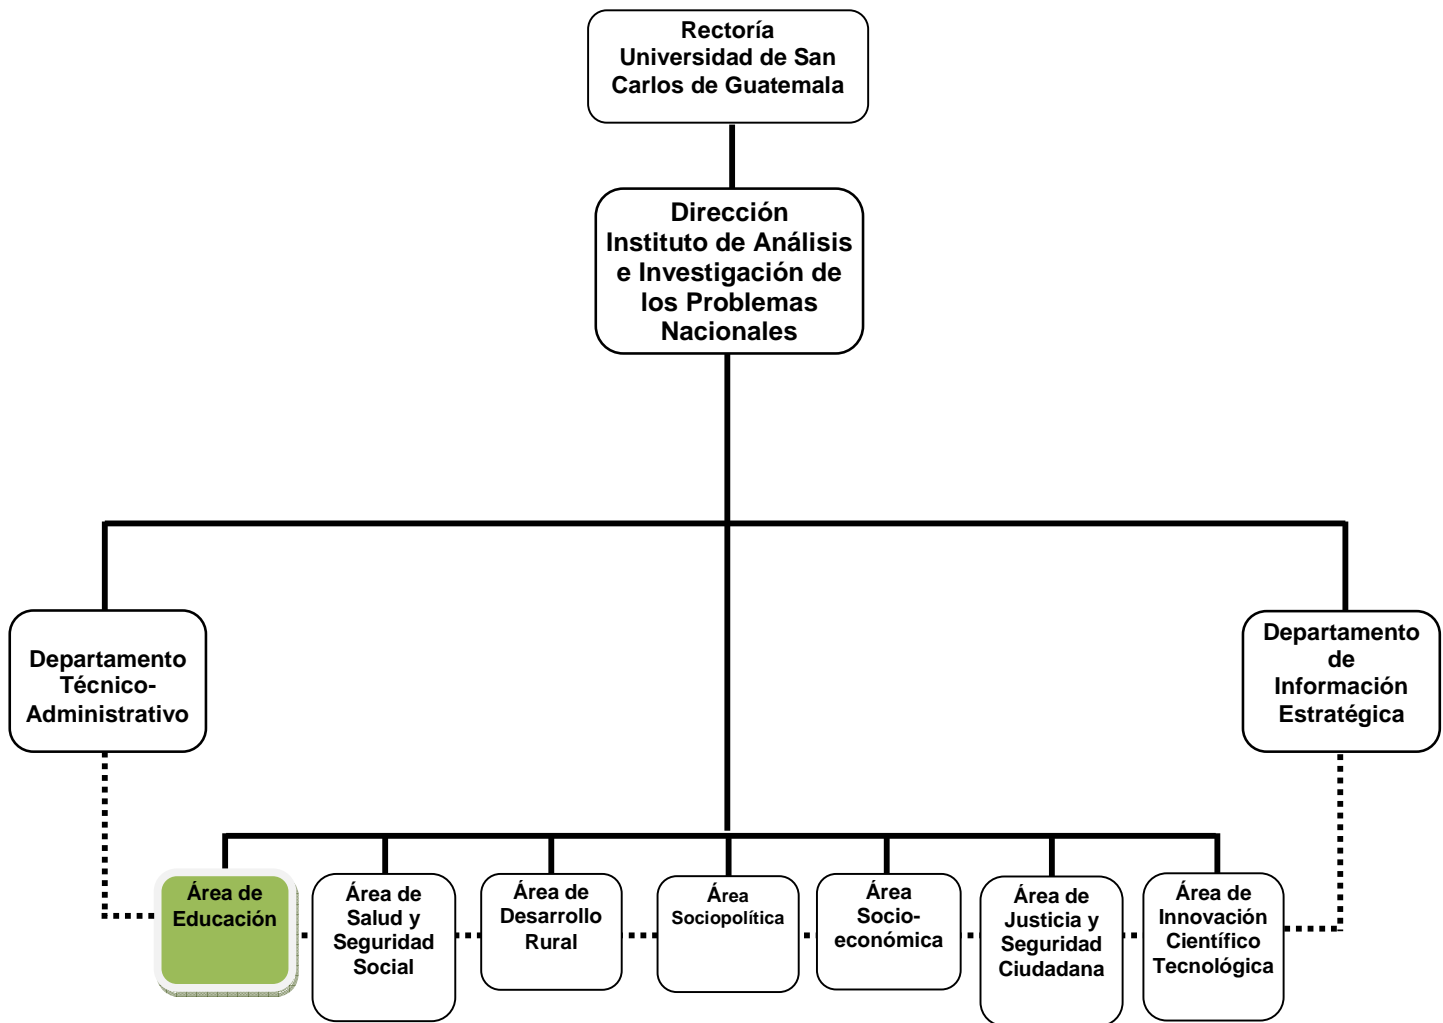 Rectoría
Universidad de San
Carlos de Guatemala
Dirección
Instituto de Análisis
e Investigación de
los Problemas
Nacionales
Departamento
Técnico-
Administrativo
Departamento
de
Información
Estratégica
Área de
Educación
Área de
Salud y
Seguridad
Social
Área de
Desarrollo
Rural
Área
Sociopolítica
Área
Socio-
económica
Área de
Justicia y
Seguridad
Ciudadana
Área de
Innovación
Científico
Tecnológica